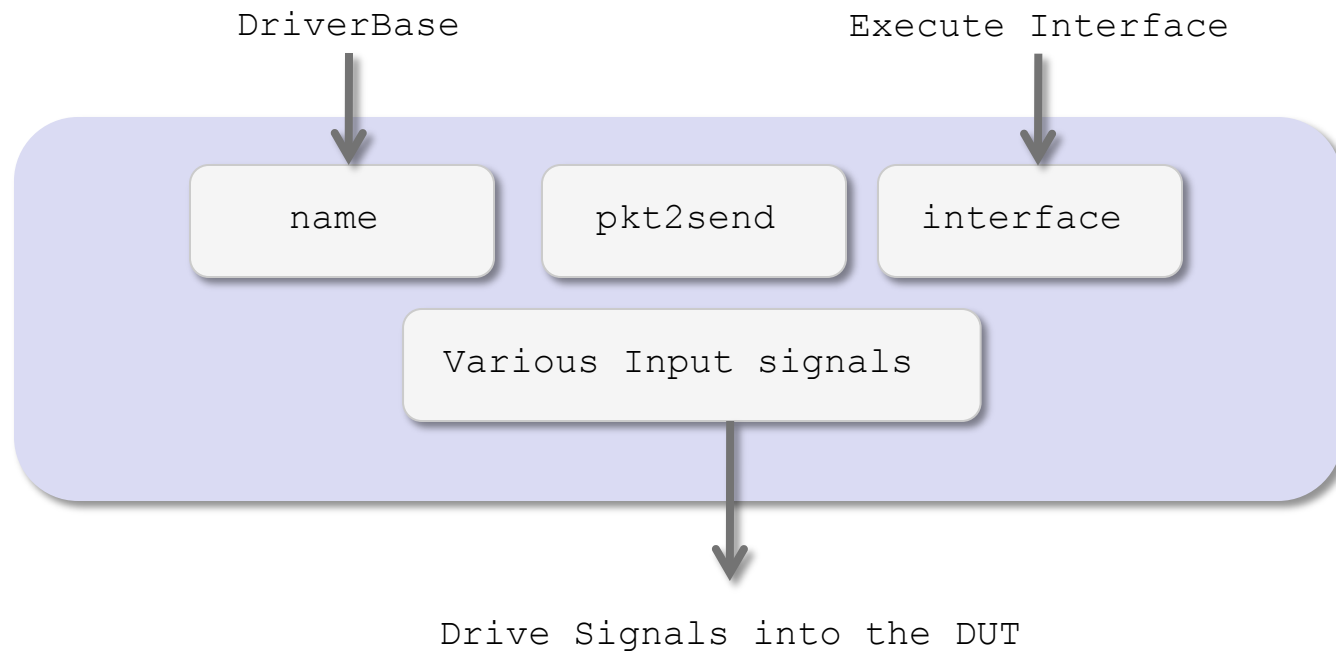 DriverBase
Execute Interface
name
pkt2send
interface
Various Input signals
Drive Signals into the DUT